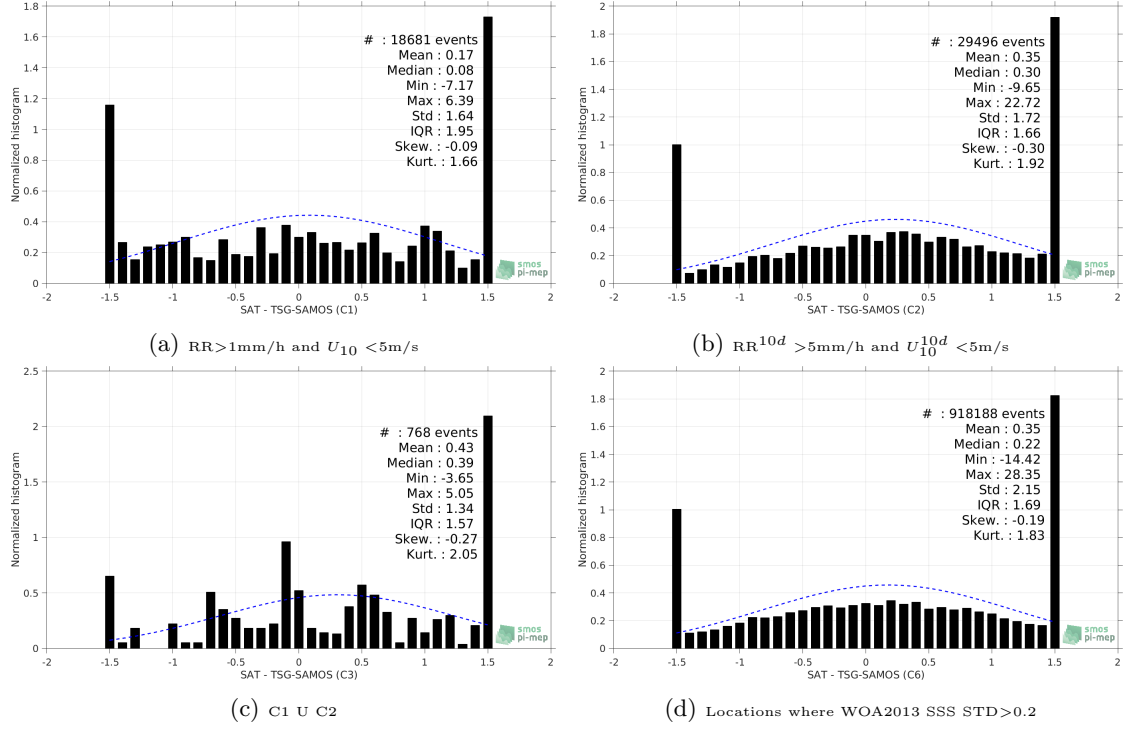 1.8
1.6
1.4
1.2
1
0.8
0.6
0.4
0.2
0
Normalized histogram
# : 18681 events
Mean : 0.17
Median : 0.08
Min : -7.17
Max : 6.39
Std : 1.64
IQR : 1.95
Skew. : -0.09
Kurt. : 1.66
smos
pi-mep
-2 -1.5 -1 -0.5 0 0.5 1 1.5 2
SAT - TSG-SAMOS (C1)
(a) RR>1mm/h and U10 <5m/s
2
1.8
1.6
1.4
1.2
1
0.8
0.6
0.4
0.2
0
Normalized histogram
# : 29496 events
Mean : 0.35
Median : 0.30
Min : -9.65
Max : 22.72
Std : 1.72
IQR : 1.66
Skew. : -0.30
Kurt. : 1.92
smos
pi-mep
-2 -1.5 -1 -0.5 0 0.5 1 1.5 2
SAT - TSG-SAMOS (C2)
(b) RR10d >5mm/h and U10d10 <5m/s
2.5
2
1.5
1
0.5
0
Normalized histogram
# : 768 events
Mean : 0.43
Median : 0.39
Min : -3.65
Max : 5.05
Std : 1.34
IQR : 1.57
Skew. : -0.27
Kurt. : 2.05
smos
pi-mep
-2 -1.5 -1 -0.5 0 0.5 1 1.5 2
SAT - TSG-SAMOS (C3)
(c) C1 U C2
2
1.8
1.6
1.4
1.2
1
0.8
0.6
0.4
0.2
0
Normalized histogram
# : 918188 events
Mean : 0.35
Median : 0.22
Min : -14.42
Max : 28.35
Std : 2.15
IQR : 1.69
Skew. : -0.19
Kurt. : 1.83
smos
pi-mep
-2 -1.5 -1 -0.5 0 0.5 1 1.5 2
SAT - TSG-SAMOS (C6)
(d) Locations where WOA2013 SSS STD>0.2